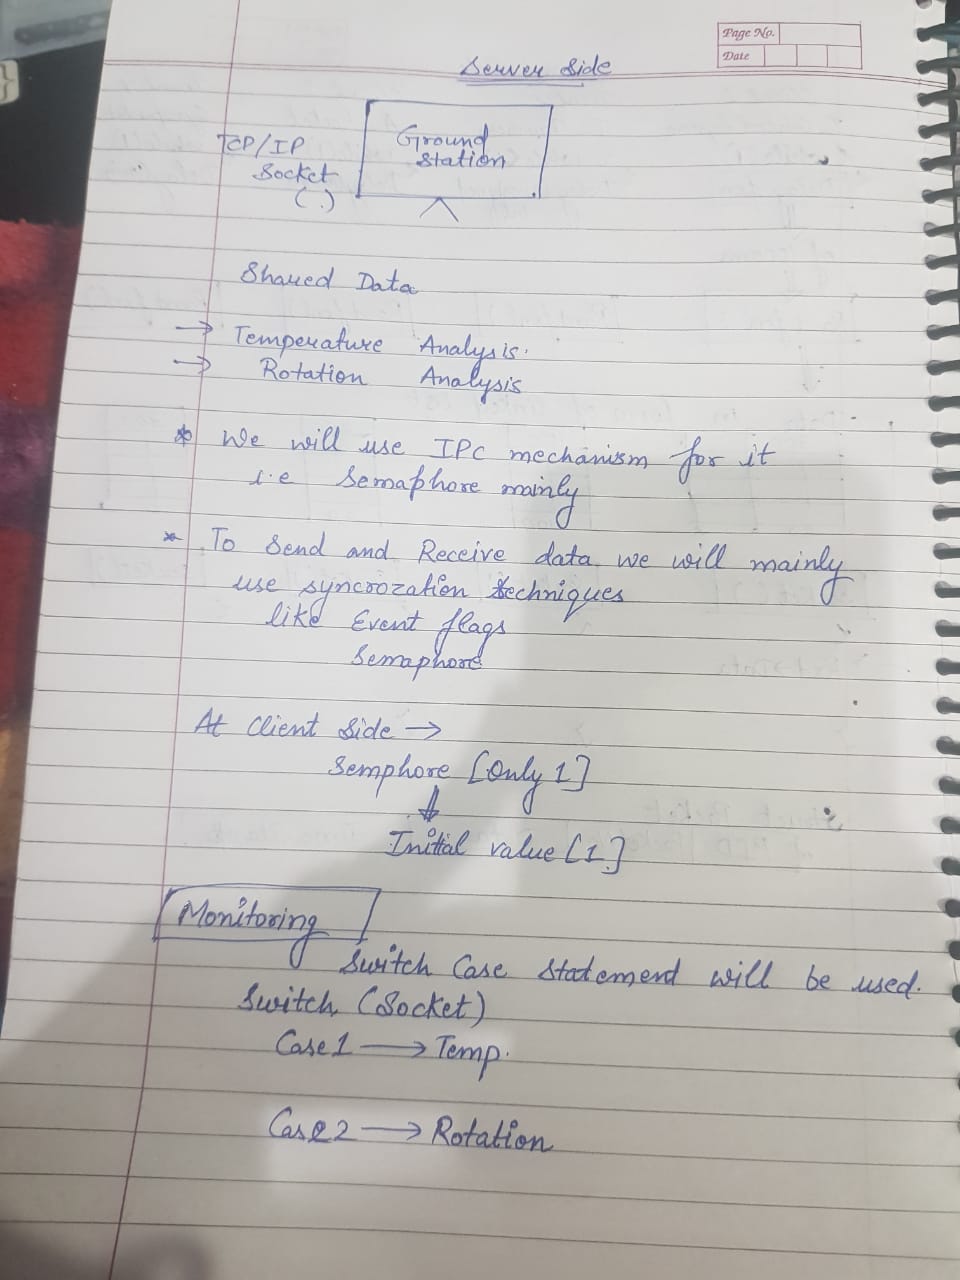 Page No.
Date
Server Side
TCP/IP
Socket
(.)
Ground
Station
Shared Data
→ Temperature Analysis.
→ Rotation Analysis
* We will use IPC mechanism for it
i.e Semaphore mainly
* To Send and Receive data we will mainly
use syncrozation techniques
like Event flags
Semaphore
At Client Side →
Semphore [Only 1]
↓
Initial value [1]
Monitoring
Switch Case Statement will be used.
Switch (Socket)
Case 1 → Temp.
Case 2 → Rotation